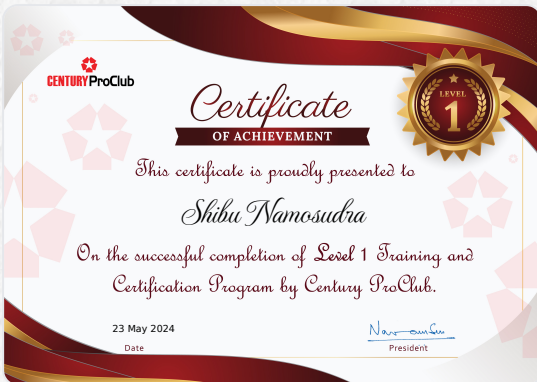 CENTURY ProClub
Certificate
OF ACHIEVEMENT
LEVEL
1
This certificate is proudly presented to
Shibu Namosudra
On the successful completion of Level 1 Training and
Certification Program by Century ProClub.
23 May 2024
Date
President